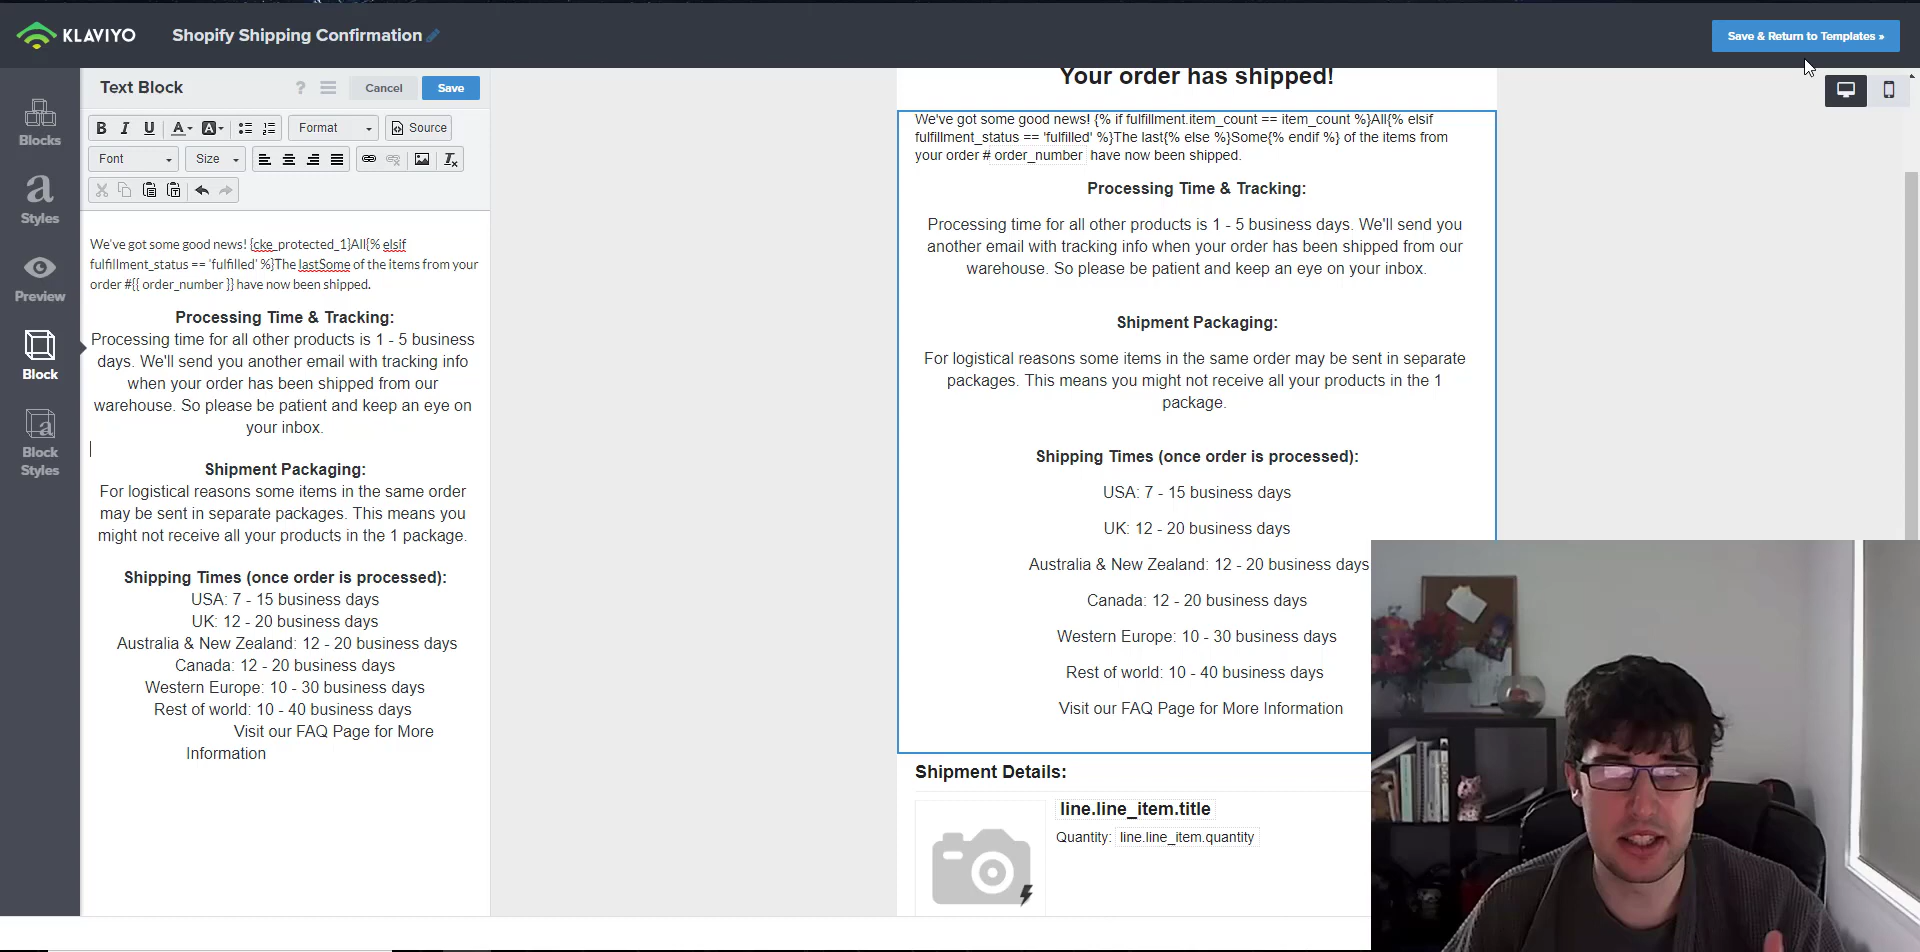 KLAVIYO
Shopify Shipping Confirmation
Save & Return to Templates »
Blocks
Styles
Preview
Block
Block
Styles
Text Block
?
Cancel
Save
B I U A A Format Source
Font Size
We've got some good news! {cke_protected_1}All{% elsif
fulfillment_status == 'fulfilled' %}The lastSome of the items from your
order #{{ order_number }} have now been shipped.
Processing Time & Tracking:
Processing time for all other products is 1 - 5 business
days. We'll send you another email with tracking info
when your order has been shipped from our
warehouse. So please be patient and keep an eye on
your inbox.
Shipment Packaging:
For logistical reasons some items in the same order
may be sent in separate packages. This means you
might not receive all your products in the 1 package.
Shipping Times (once order is processed):
USA: 7 - 15 business days
UK: 12 - 20 business days
Australia & New Zealand: 12 - 20 business days
Canada: 12 - 20 business days
Western Europe: 10 - 30 business days
Rest of world: 10 - 40 business days
Visit our FAQ Page for More
Information
Your order has shipped!
We've got some good news! {% if fulfillment.item_count == item_count %}All{% elsif
fulfillment_status == 'fulfilled' %}The last{% else %}Some{% endif %} of the items from
your order # order_number have now been shipped.
Processing Time & Tracking:
Processing time for all other products is 1 - 5 business days. We'll send you
another email with tracking info when your order has been shipped from our
warehouse. So please be patient and keep an eye on your inbox.
Shipment Packaging:
For logistical reasons some items in the same order may be sent in separate
packages. This means you might not receive all your products in the 1
package.
Shipping Times (once order is processed):
USA: 7 - 15 business days
UK: 12 - 20 business days
Australia & New Zealand: 12 - 20 business days
Canada: 12 - 20 business days
Western Europe: 10 - 30 business days
Rest of world: 10 - 40 business days
Visit our FAQ Page for More Information
Shipment Details:
line.line_item.title
Quantity: line.line_item.quantity